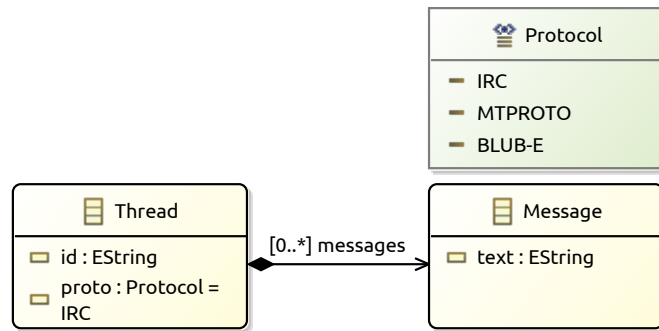 Protocol
IRC
MTPROTO
BLUB-E
Thread
id : EString
proto : Protocol =
IRC
[0..*] messages
Message
text : EString